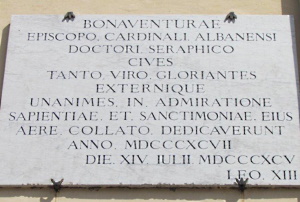 BONAVENTURAE
EPISCOPO. CARDINALI. ALBANENSI
DOCTORI. SERAPHICO
CIVES
TANTO. VIRO. GLORIANTES
EXTERNIQUE
UNANIMES. IN. ADMIRATIONE
SAPIENTIAE. ET. SANCTIMONIAE. EIUS
AERE. COLLATO. DEDICAVERUNT
ANNO. MDCCCXCVII
DIE. XIV. IULII. MDCCCXCV
LEO. XIII